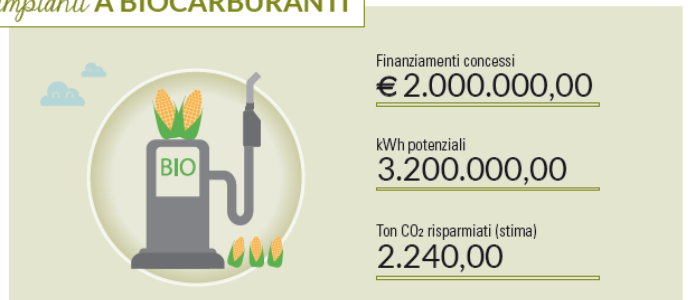 impianti A BIOCARBURANTI
BIO
Finanziamenti concessi
€ 2.000.000,00
kWh potenziali
3.200.000,00
Ton CO₂ risparmiati (stima)
2.240,00